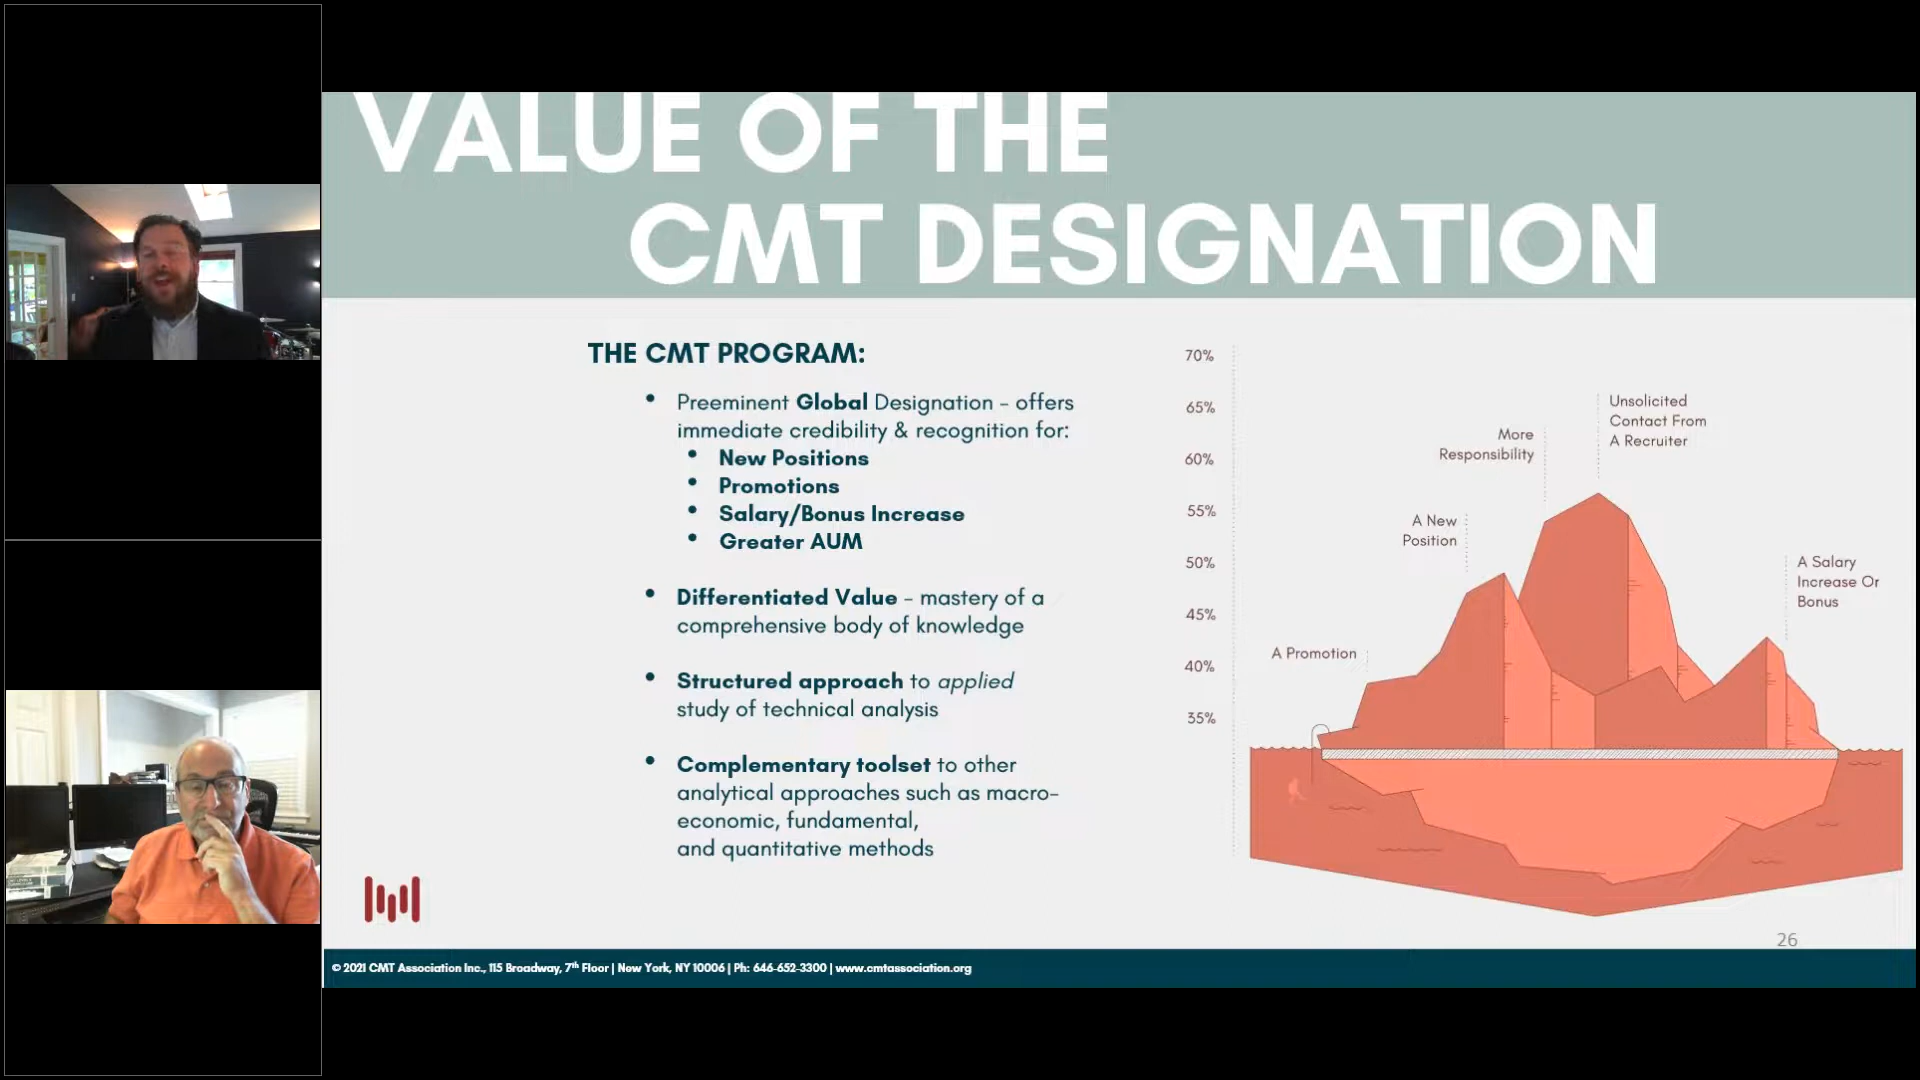 VALUE OF THE
CMT DESIGNATION
THE CMT PROGRAM:
• Preeminent Global Designation – offers
immediate credibility & recognition for:
• New Positions
• Promotions
• Salary/Bonus Increase
• Greater AUM
• Differentiated Value – mastery of a
comprehensive body of knowledge
• Structured approach to applied
study of technical analysis
• Complementary toolset to other
analytical approaches such as macro-
economic, fundamental,
and quantitative methods
70%
65%
60%
55%
50%
45%
40%
35%
Unsolicited
Contact From
A Recruiter
More
Responsibility
A New
Position
A Salary
Increase Or
Bonus
A Promotion
26
© 2021 CMT Association Inc., 115 Broadway, 7th Floor | New York, NY 10006 | Ph: 646-652-3300 | www.cmtassociation.org